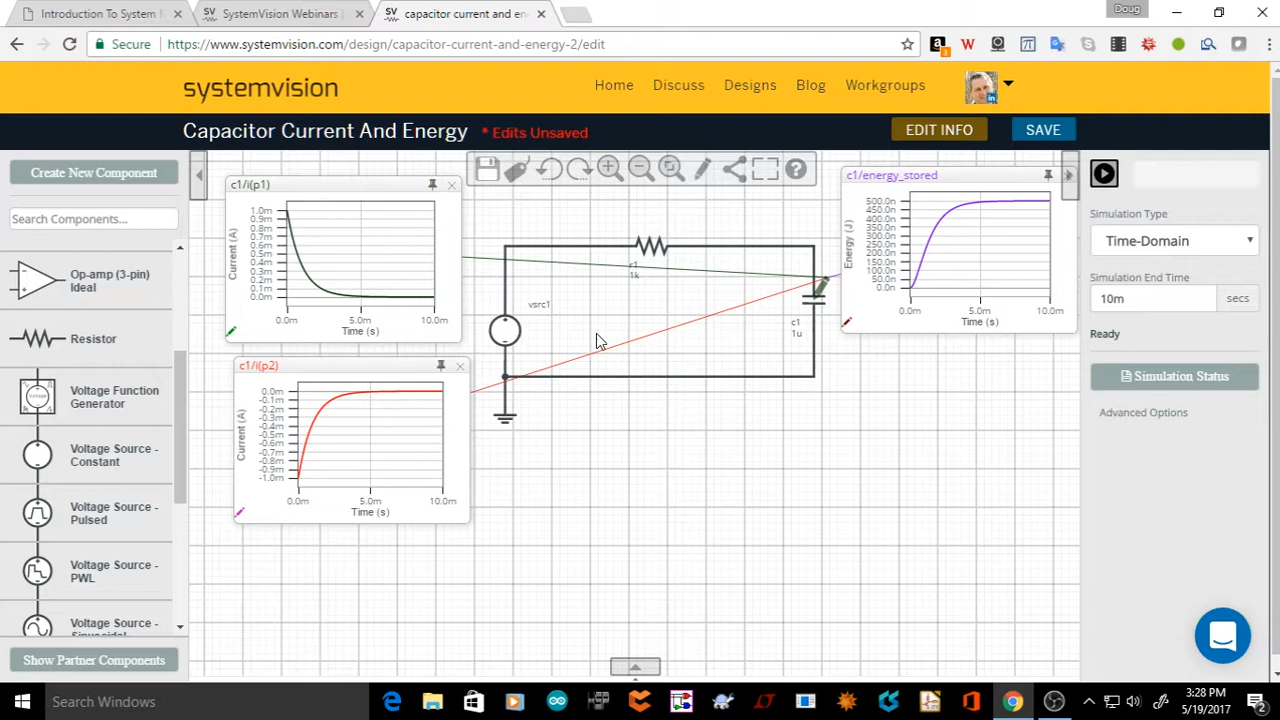 Doug
Introduction To System M
SystemVision Webinars |
capacitor current and en
Secure
https://www.systemvision.com/design/capacitor-current-and-energy-2/edit
systemvision
Home
Discuss
Designs
Blog
Workgroups
Capacitor Current And Energy
* Edits Unsaved
EDIT INFO
SAVE
Create New Component
Search Components...
Op-amp (3-pin)
Ideal
Resistor
Voltage Function
Generator
Voltage Source -
Constant
Voltage Source -
Pulsed
Voltage Source -
PWL
Voltage Source -
Sinusoidal
Show Partner Components
c1/i(p1)
1.0m
0.9m
0.8m
0.7m
0.6m
0.5m
0.4m
0.3m
0.2m
0.1m
0.0m
Current (A)
0.0m
5.0m
10.0m
Time (s)
c1/i(p2)
0.0m
-0.1m
-0.2m
-0.3m
-0.4m
-0.5m
-0.6m
-0.7m
-0.8m
-0.9m
-1.0m
Current (A)
0.0m
5.0m
10.0m
Time (s)
r1
1k
vsrc1
c1
1u
c1/energy_stored
500.0n
450.0n
400.0n
350.0n
300.0n
250.0n
200.0n
150.0n
100.0n
50.0n
0.0n
Energy (J)
0.0m
5.0m
10.0m
Time (s)
Simulation Type
Time-Domain
Simulation End Time
10m
secs
Ready
Simulation Status
Advanced Options
Search Windows
3:28 PM
5/19/2017